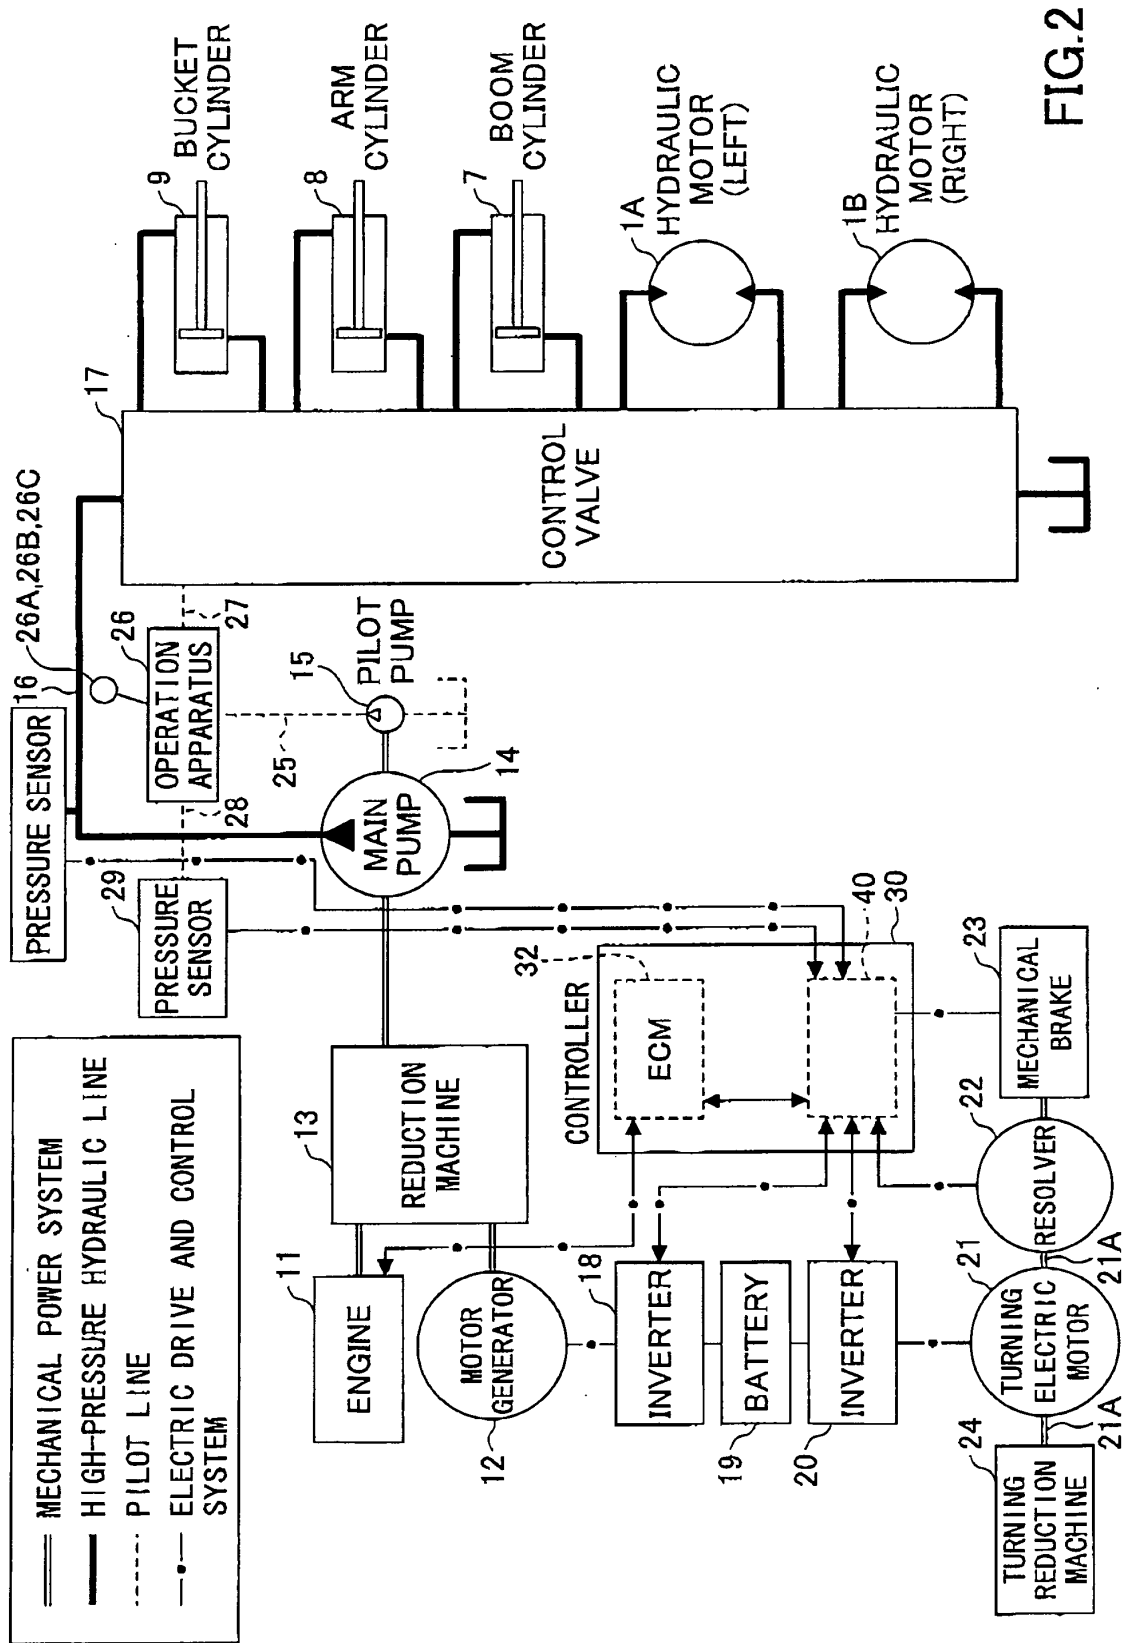 MECHANICAL POWER SYSTEM
HIGH-PRESSURE HYDRAULIC LINE
PILOT LINE
ELECTRIC DRIVE AND CONTROL
SYSTEM
PRESSURE SENSOR
16
26A,26B,26C
17
29
PRESSURE
SENSOR
28
OPERATION
APPARATUS
26
27
25
15
PILOT
PUMP
MAIN
PUMP
14
13
REDUCTION
MACHINE
11
ENGINE
12
MOTOR
GENERATOR
18
INVERTER
19
BATTERY
20
INVERTER
CONTROLLER
32
ECM
40
30
24
TURNING
REDUCTION
MACHINE
21A
21
TURNING
ELECTRIC
MOTOR
21A
22
RESOLVER
23
MECHANICAL
BRAKE
CONTROL
VALVE
9
BUCKET
CYLINDER
8
ARM
CYLINDER
7
BOOM
CYLINDER
1A
HYDRAULIC
MOTOR
(LEFT)
1B
HYDRAULIC
MOTOR
(RIGHT)
FIG.2